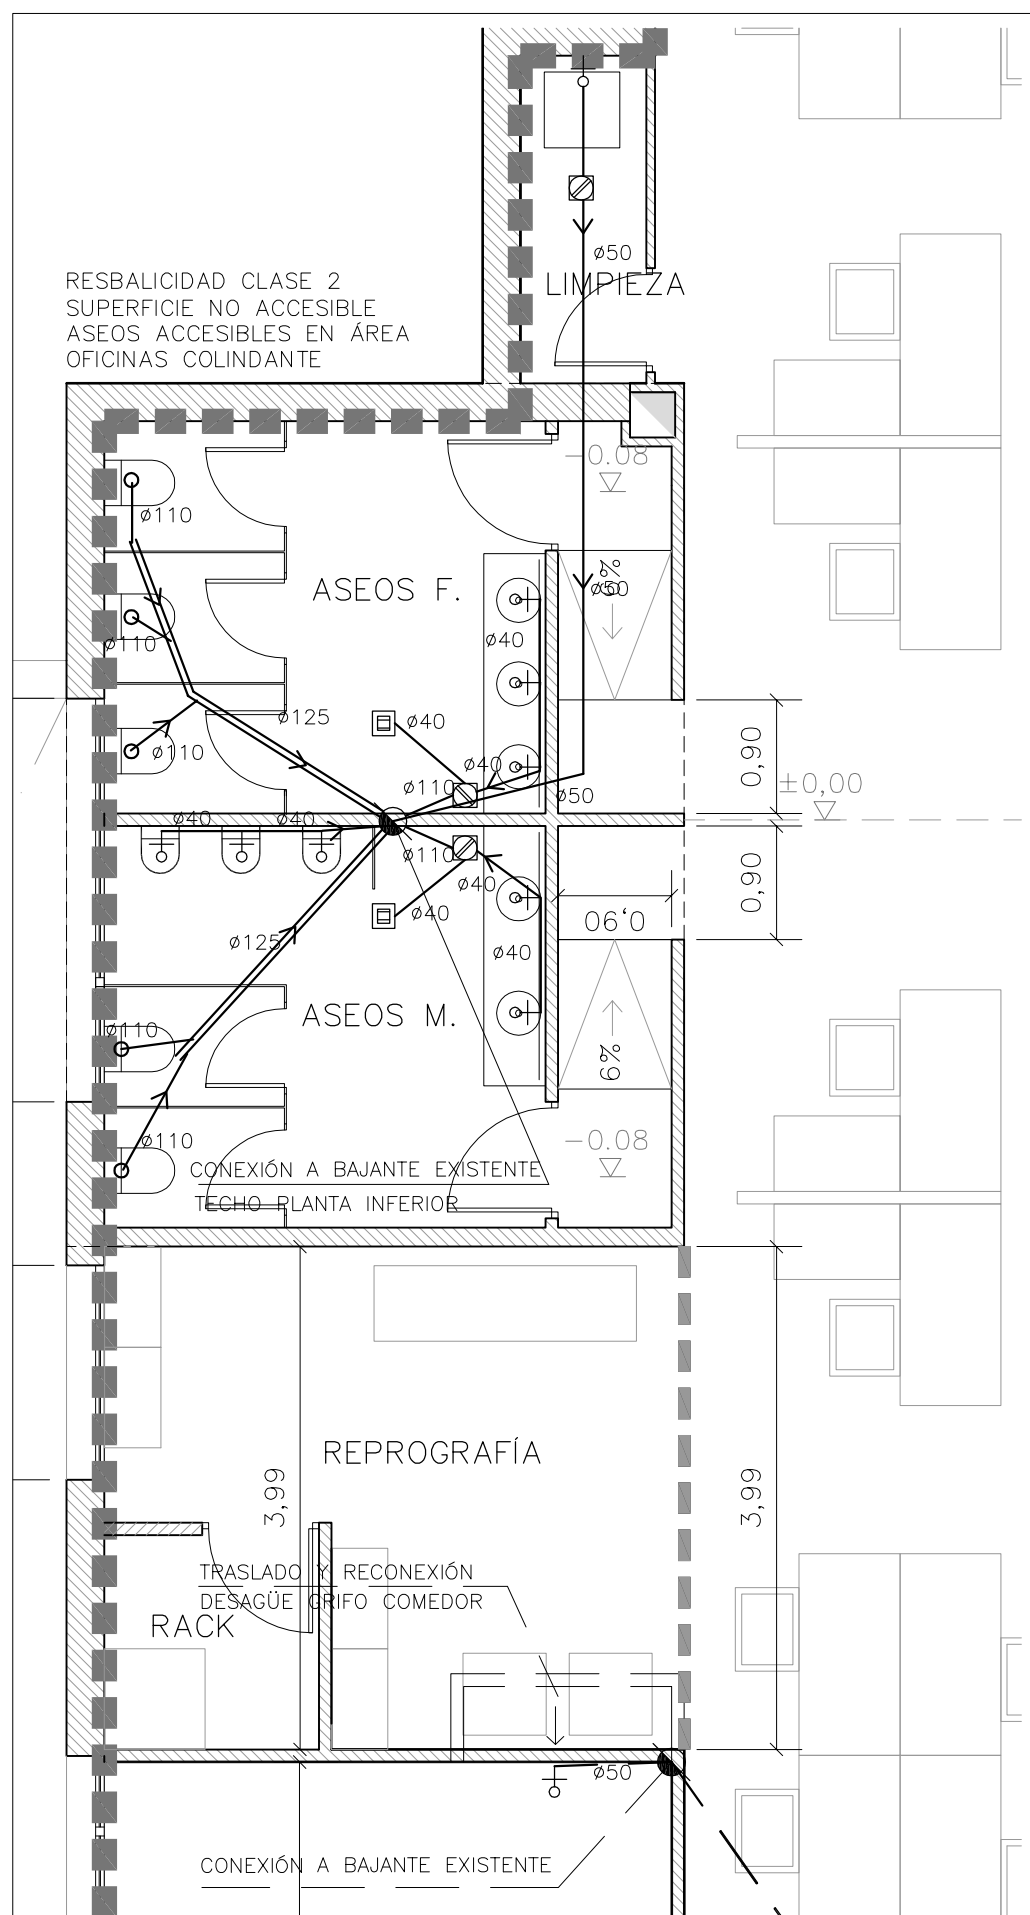 ø50
LIMPIEZA
RESBALICIDAD CLASE 2
SUPERFICIE NO ACCESIBLE
ASEOS ACCESIBLES EN ÁREA
OFICINAS COLINDANTE
-0.08
ø110
ASEOS F.
6%
ø50
ø110
ø40
ø125
ø40
ø110
0,90
ø40
ø110
ø50
±0,00
ø40
ø40
ø110
ø40
0,90
ø40
0,90
ø125
ø40
ASEOS M.
ø110
6%
ø110
-0.08
CONEXIÓN A BAJANTE EXISTENTE
TECHO PLANTA INFERIOR
REPROGRAFÍA
3,99
3,99
TRASLADO Y RECONEXIÓN
DESAGÜE GRIFO COMEDOR
RACK
ø50
CONEXIÓN A BAJANTE EXISTENTE